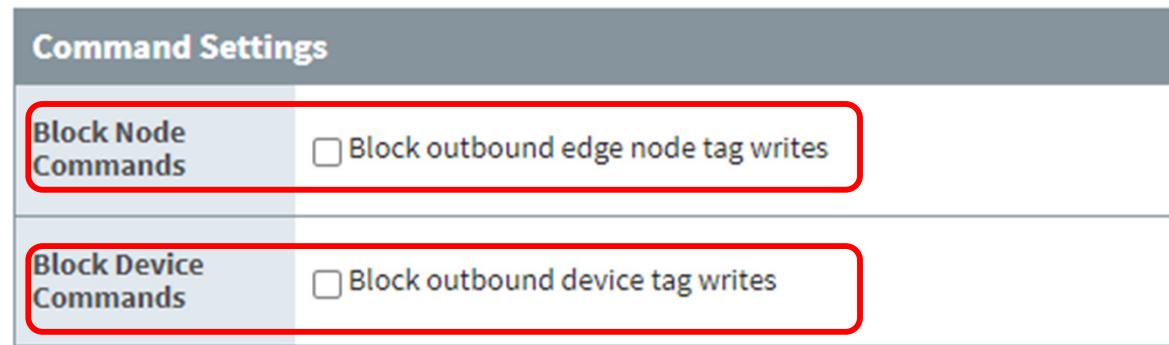 Command Settings
Block Node
Commands
Block outbound edge node tag writes
Block Device
Commands
Block outbound device tag writes